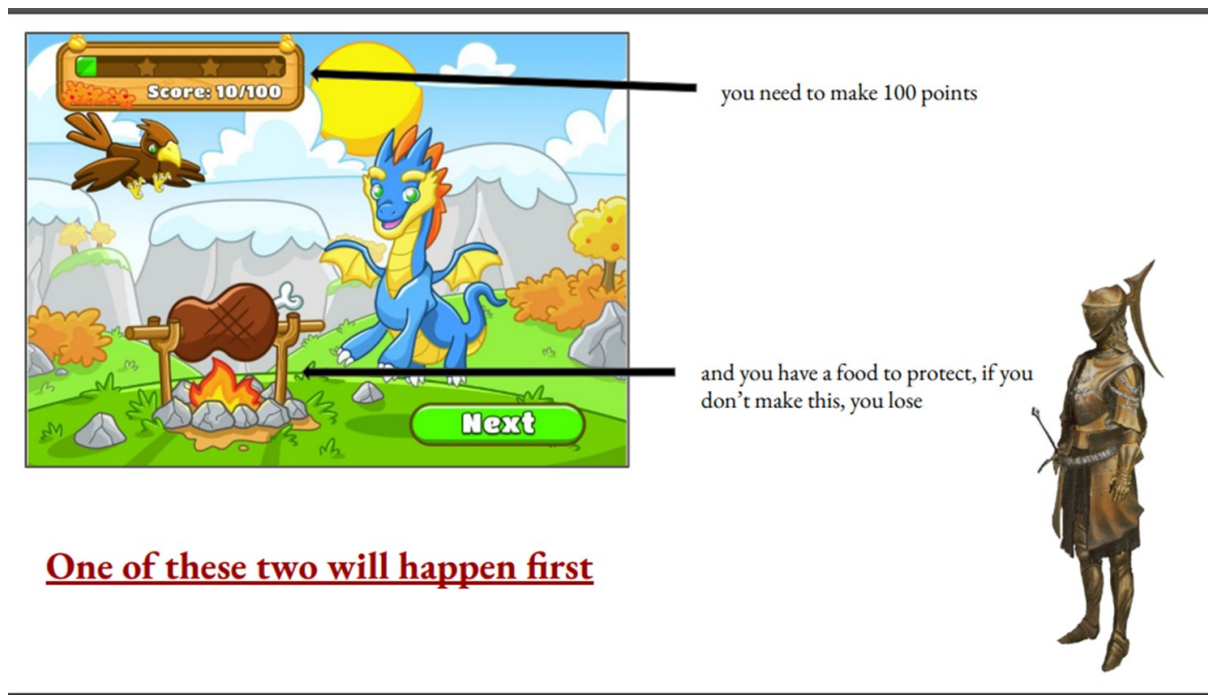 Score: 10/100
you need to make 100 points
and you have a food to protect, if you
don't make this, you lose
Next
One of these two will happen first